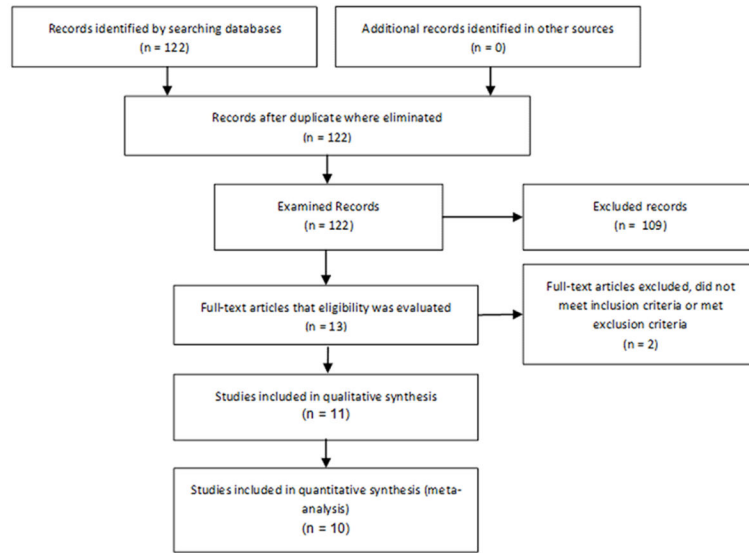 Records identified by searching databases
(n = 122)
Additional records identified in other sources
(n = 0)
Records after duplicate where eliminated
(n = 122)
Examined Records
(n = 122)
Excluded records
(n = 109)
Full-text articles that eligibility was evaluated
(n = 13)
Full-text articles excluded, did not
meet inclusion criteria or met
exclusion criteria
(n = 2)
Studies included in qualitative synthesis
(n = 11)
Studies included in quantitative synthesis (meta-
analysis)
(n = 10)